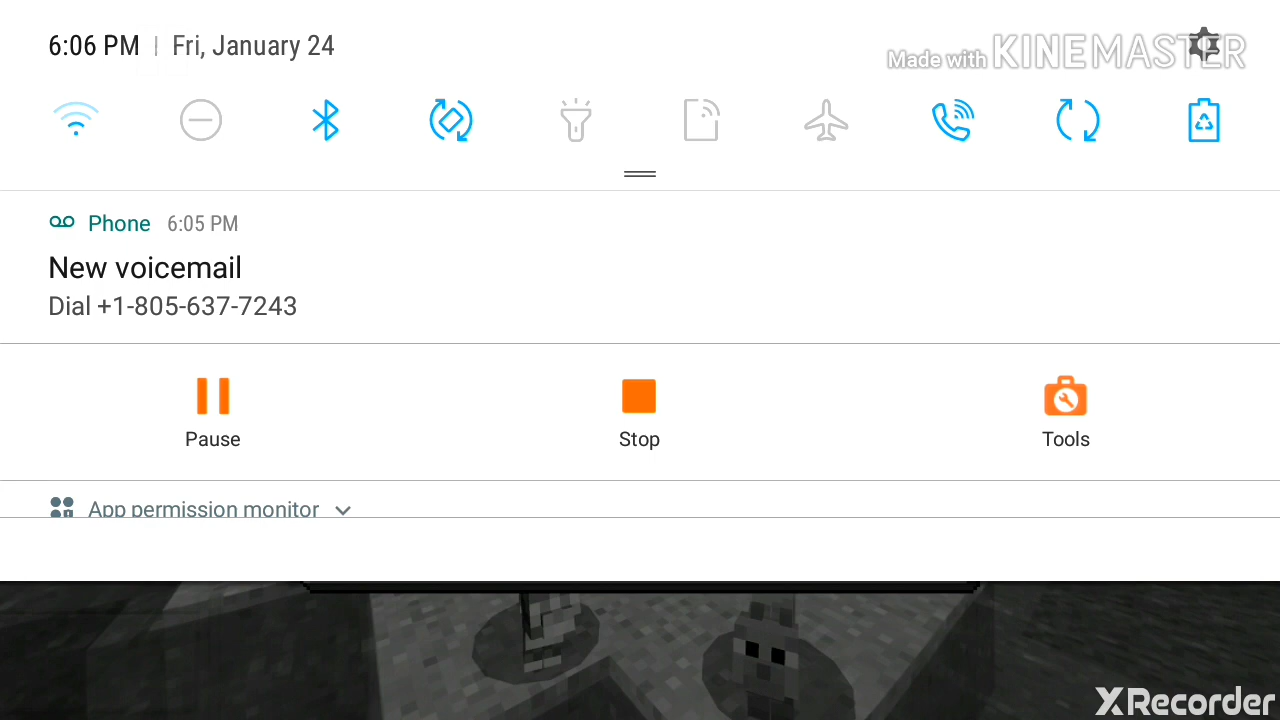 6:06 PM | Fri, January 24
Made with KINEMASTER
Phone 6:05 PM
New voicemail
Dial +1-805-637-7243
Pause
Stop
Tools
App permission monitor
XRecorder